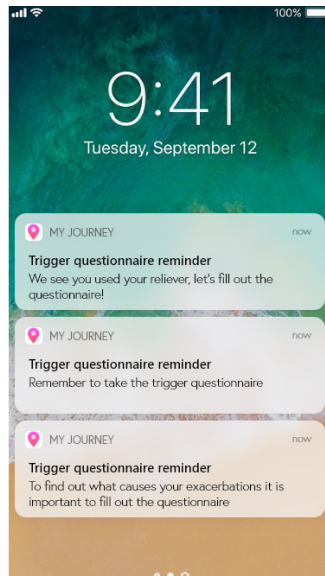 100%
9:41
Tuesday, September 12
MY JOURNEY now
Trigger questionnaire reminder
We see you used your reliever, let's fill out the
questionnaire!
MY JOURNEY now
Trigger questionnaire reminder
Remember to take the trigger questionnaire
MY JOURNEY now
Trigger questionnaire reminder
To find out what causes your exacerbations it is
important to fill out the questionnaire